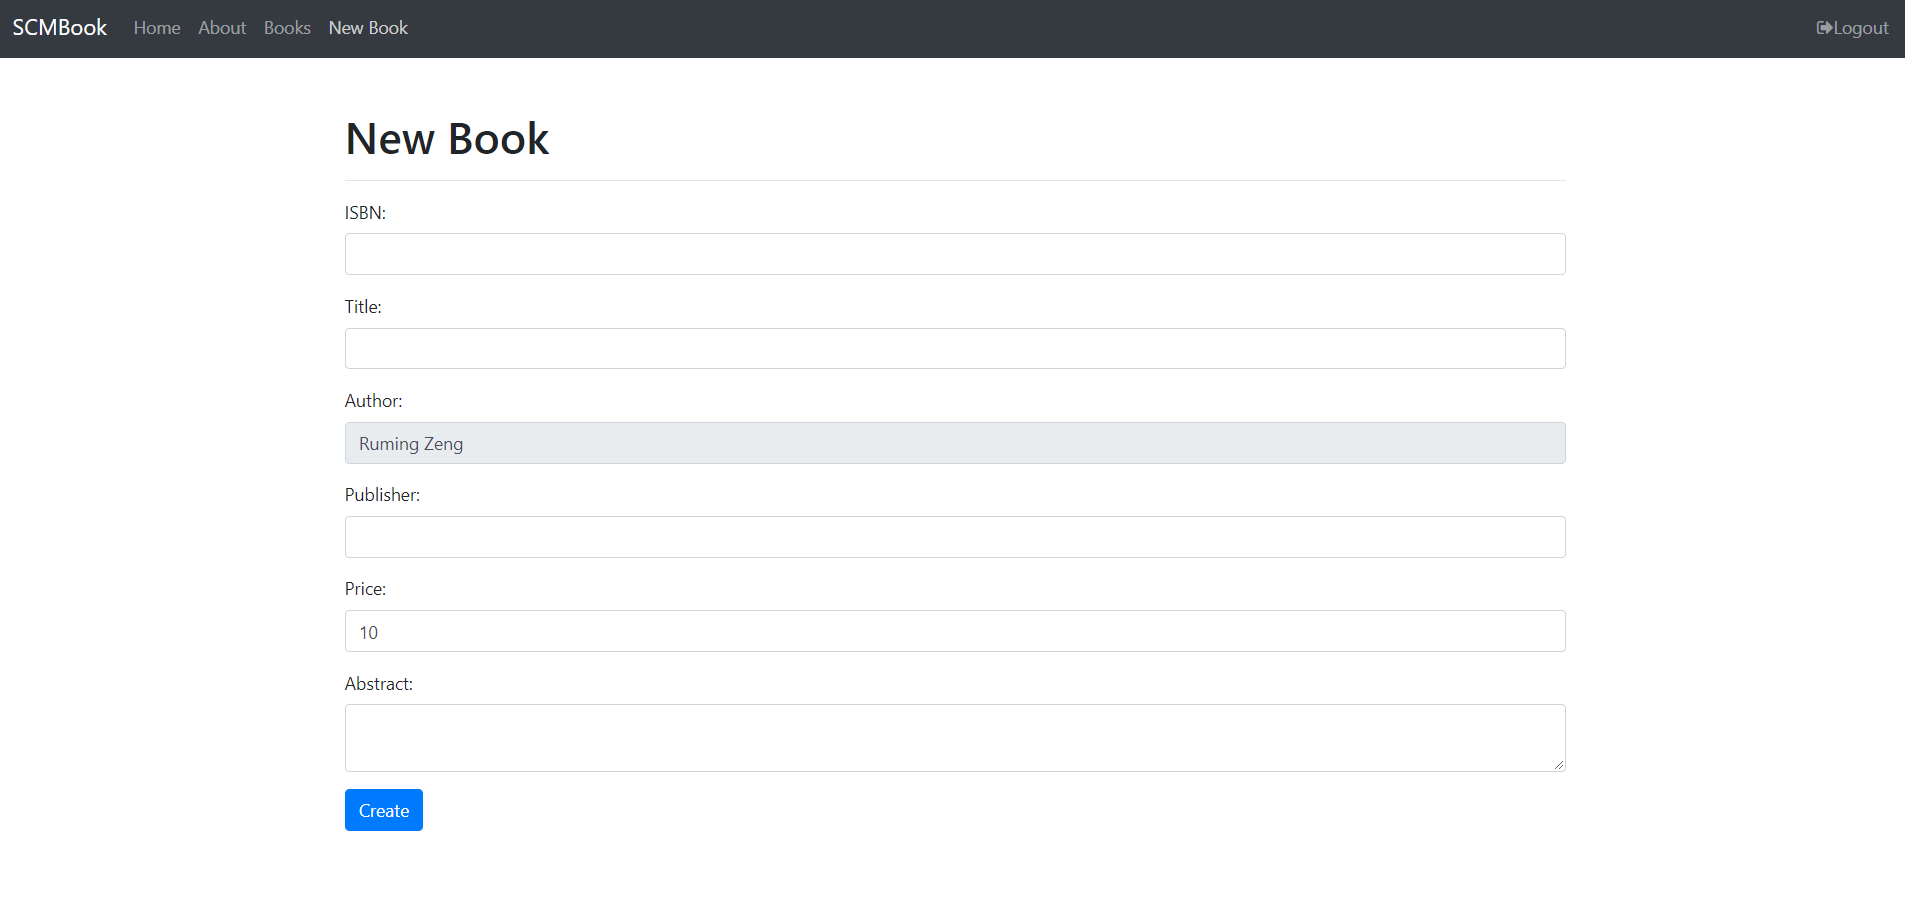 SCMBook Home About Books New Book Logout
New Book
ISBN:
Title:
Author:
Ruming Zeng
Publisher:
Price:
10
Abstract:
Create